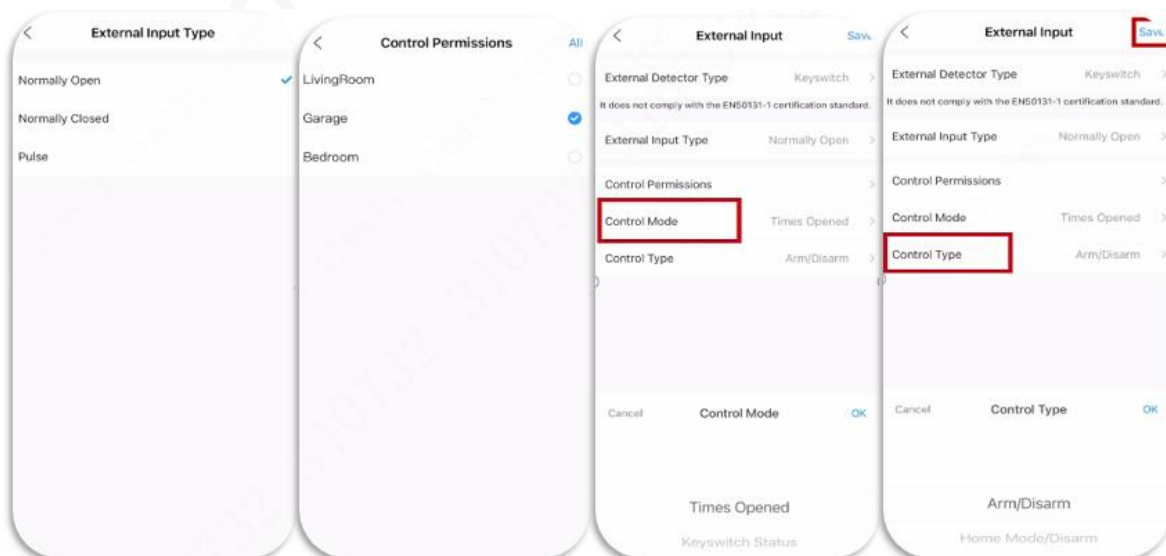 External Input Type
Normally Open
Normally Closed
Pulse
Control Permissions All
LivingRoom
Garage
Bedroom
External Input Save
External Detector Type Keyswitch
It does not comply with the EN50131-1 certification standard.
External Input Type Normally Open
Control Permissions
Control Mode Times Opened
Control Type Arm/Disarm
Cancel Control Mode OK
Times Opened
Keyswitch Status
External Input Save
External Detector Type Keyswitch
It does not comply with the EN50131-1 certification standard.
External Input Type Normally Open
Control Permissions
Control Mode Times Opened
Control Type Arm/Disarm
Cancel Control Type OK
Arm/Disarm
Home Mode/Disarm